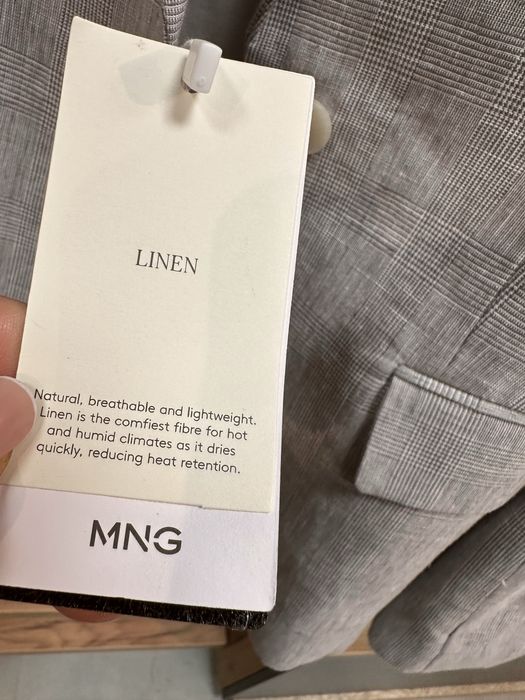 LINEN
Natural, breathable and lightweight.
Linen is the comfiest fibre for hot
and humid climates as it dries
quickly, reducing heat retention.
MNG